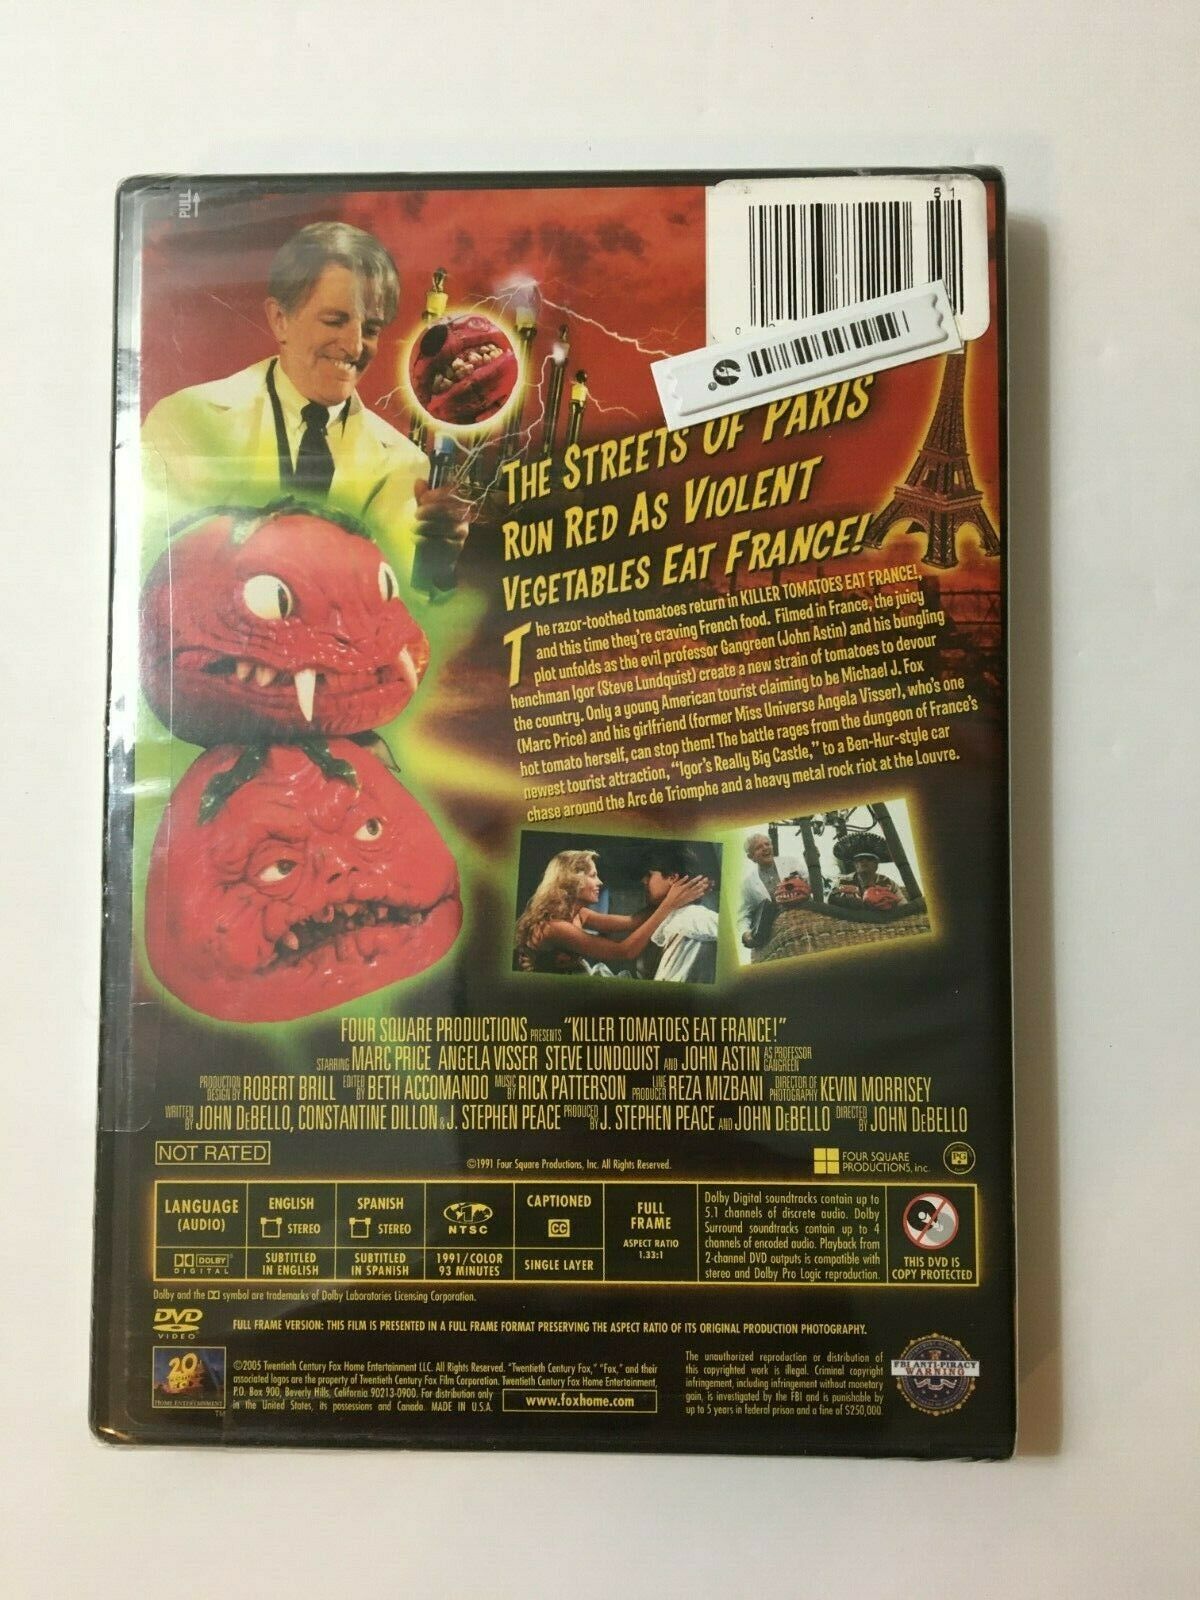 PULL
5 1
THE STREETS OF PARIS
RUN RED AS VIOLENT
VEGETABLES EAT FRANCE!
The razor-toothed tomatoes return in KILLER TOMATOES EAT FRANCE!,
and this time they're craving French food. Filmed in France, the juicy
plot unfolds as the evil professor Gangreen (John Astin) and his bungling
henchman Igor (Steve Lundquist) create a new strain of tomatoes to devour
the country. Only a young American tourist claiming to be Michael J. Fox
(Marc Price) and his girlfriend (former Miss Universe Angela Visser), who's one
hot tomato herself, can stop them! The battle rages from the dungeon of France's
newest tourist attraction, "Igor's Really Big Castle," to a Ben-Hur-style car
chase around the Arc de Triomphe and a heavy metal rock riot at the Louvre.
FOUR SQUARE PRODUCTIONS PRESENTS "KILLER TOMATOES EAT FRANCE!"
STARRING MARC PRICE ANGELA VISSER STEVE LUNDQUIST AND JOHN ASTIN AS PROFESSOR GANGREEN
PRODUCTION DESIGN BY ROBERT BRILL EDITED BY BETH ACCOMANDO MUSIC BY RICK PATTERSON LINE PRODUCER REZA MIZBANI DIRECTOR OF PHOTOGRAPHY KEVIN MORRISEY
WRITTEN BY JOHN DeBELLO, CONSTANTINE DILLON & J. STEPHEN PEACE PRODUCED BY J. STEPHEN PEACE AND JOHN DeBELLO DIRECTED BY JOHN DeBELLO
NOT RATED
©1991 Four Square Productions, Inc. All Rights Reserved.
FOUR SQUARE
PRODUCTIONS, inc.
PG
LANGUAGE
(AUDIO)
ENGLISH
STEREO
SPANISH
STEREO
NTSC
CAPTIONED
CC
FULL
FRAME
ASPECT RATIO
1.33:1
DOLBY
DIGITAL
SUBTITLED
IN ENGLISH
SUBTITLED
IN SPANISH
1991/COLOR
93 MINUTES
SINGLE LAYER
Dolby Digital soundtracks contain up to
5.1 channels of discrete audio. Dolby
Surround soundtracks contain up to 4
channels of encoded audio. Playback from
2-channel DVD outputs is compatible with
stereo and Dolby Pro Logic reproduction.
THIS DVD IS
COPY PROTECTED
Dolby and the DD symbol are trademarks of Dolby Laboratories Licensing Corporation.
DVD
VIDEO
FULL FRAME VERSION: THIS FILM IS PRESENTED IN A FULL FRAME FORMAT PRESERVING THE ASPECT RATIO OF ITS ORIGINAL PRODUCTION PHOTOGRAPHY.
20
HOME ENTERTAINMENT
TM
©2005 Twentieth Century Fox Home Entertainment LLC. All Rights Reserved. "Twentieth Century Fox," "Fox," and their
associated logos are the property of Twentieth Century Fox Film Corporation. Twentieth Century Fox Home Entertainment,
P.O. Box 900, Beverly Hills, California 90213-0900. For distribution only
in the United States, its possessions and Canada. MADE IN U.S.A.
www.foxhome.com
The unauthorized reproduction or distribution of
this copyrighted work is illegal. Criminal copyright
infringement, including infringement without monetary
gain, is investigated by the FBI and is punishable by
up to 5 years in federal prison and a fine of $250,000.
FBI ANTI-PIRACY
WARNING